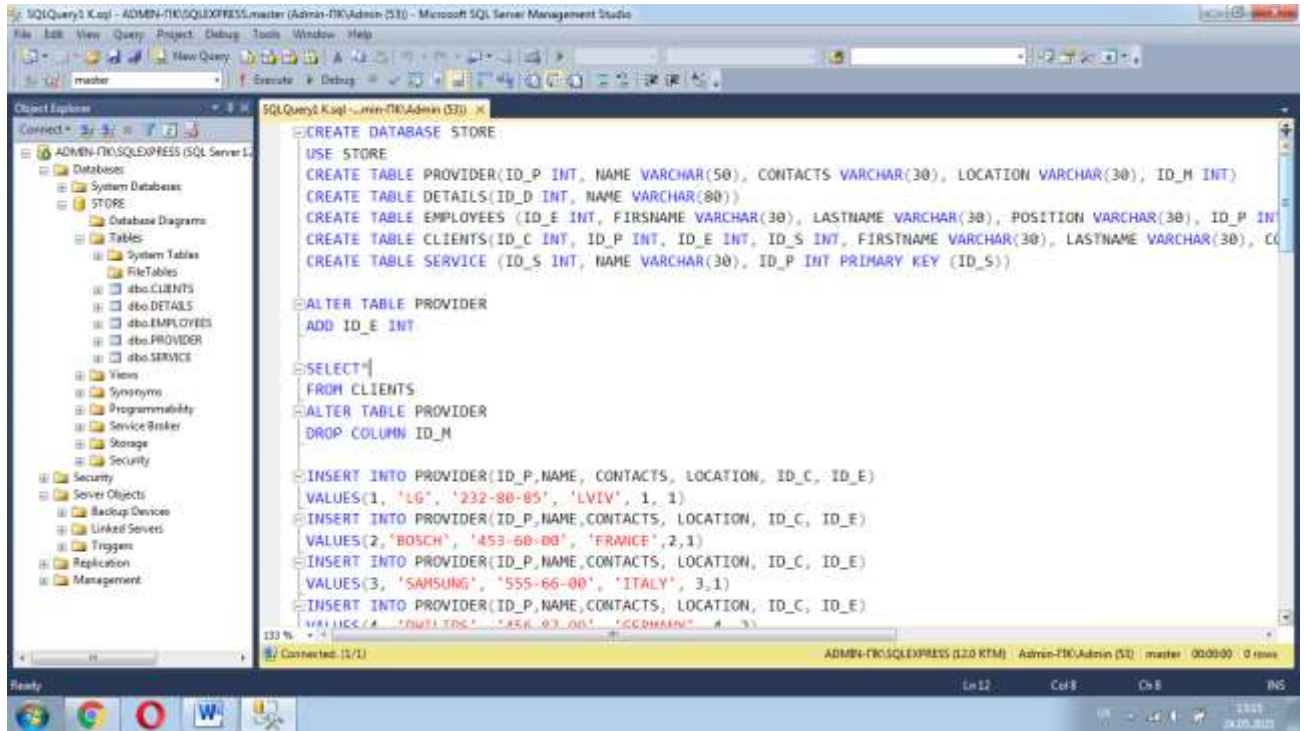 SQLQuery1 K.sql - ADMIN-ПК\SQLEXPRESS.master (Admin-ПК\Admin (53)) - Microsoft SQL Server Management Studio
File Edit View Query Project Debug Tools Window Help
New Query
master Execute Debug
Object Explorer
SQLQuery1 K.sql -...min-ПК\Admin (53))
Connect
ADMIN-ПК\SQLEXPRESS (SQL Server 12
Databases
System Databases
STORE
Database Diagrams
Tables
System Tables
FileTables
dbo.CLIENTS
dbo.DETAILS
dbo.EMPLOYEES
dbo.PROVIDER
dbo.SERVICE
Views
Synonyms
Programmability
Service Broker
Storage
Security
Security
Server Objects
Backup Devices
Linked Servers
Triggers
Replication
Management
CREATE DATABASE STORE
USE STORE
CREATE TABLE PROVIDER(ID_P INT, NAME VARCHAR(50), CONTACTS VARCHAR(30), LOCATION VARCHAR(30), ID_M INT)
CREATE TABLE DETAILS(ID_D INT, NAME VARCHAR(80))
CREATE TABLE EMPLOYEES (ID_E INT, FIRSNAME VARCHAR(30), LASTNAME VARCHAR(30), POSITION VARCHAR(30), ID_P INT
CREATE TABLE CLIENTS(ID_C INT, ID_P INT, ID_E INT, ID_S INT, FIRSTNAME VARCHAR(30), LASTNAME VARCHAR(30), CO
CREATE TABLE SERVICE (ID_S INT, NAME VARCHAR(30), ID_P INT PRIMARY KEY (ID_S))
ALTER TABLE PROVIDER
ADD ID_E INT
SELECT*
FROM CLIENTS
ALTER TABLE PROVIDER
DROP COLUMN ID_M
INSERT INTO PROVIDER(ID_P,NAME, CONTACTS, LOCATION, ID_C, ID_E)
VALUES(1, 'LG', '232-80-85', 'LVIV', 1, 1)
INSERT INTO PROVIDER(ID_P,NAME,CONTACTS, LOCATION, ID_C, ID_E)
VALUES(2,'BOSCH', '453-60-00', 'FRANCE',2,1)
INSERT INTO PROVIDER(ID_P,NAME,CONTACTS, LOCATION, ID_C, ID_E)
VALUES(3, 'SAMSUNG', '555-66-00', 'ITALY', 3,1)
INSERT INTO PROVIDER(ID_P,NAME,CONTACTS, LOCATION, ID_C, ID_E)
133 %
Connected. (1/1) ADMIN-ПК\SQLEXPRESS (12.0 RTM) Admin-ПК\Admin (53) master 00:00:00 0 rows
Ready Ln 12 Col 8 Ch 8 INS